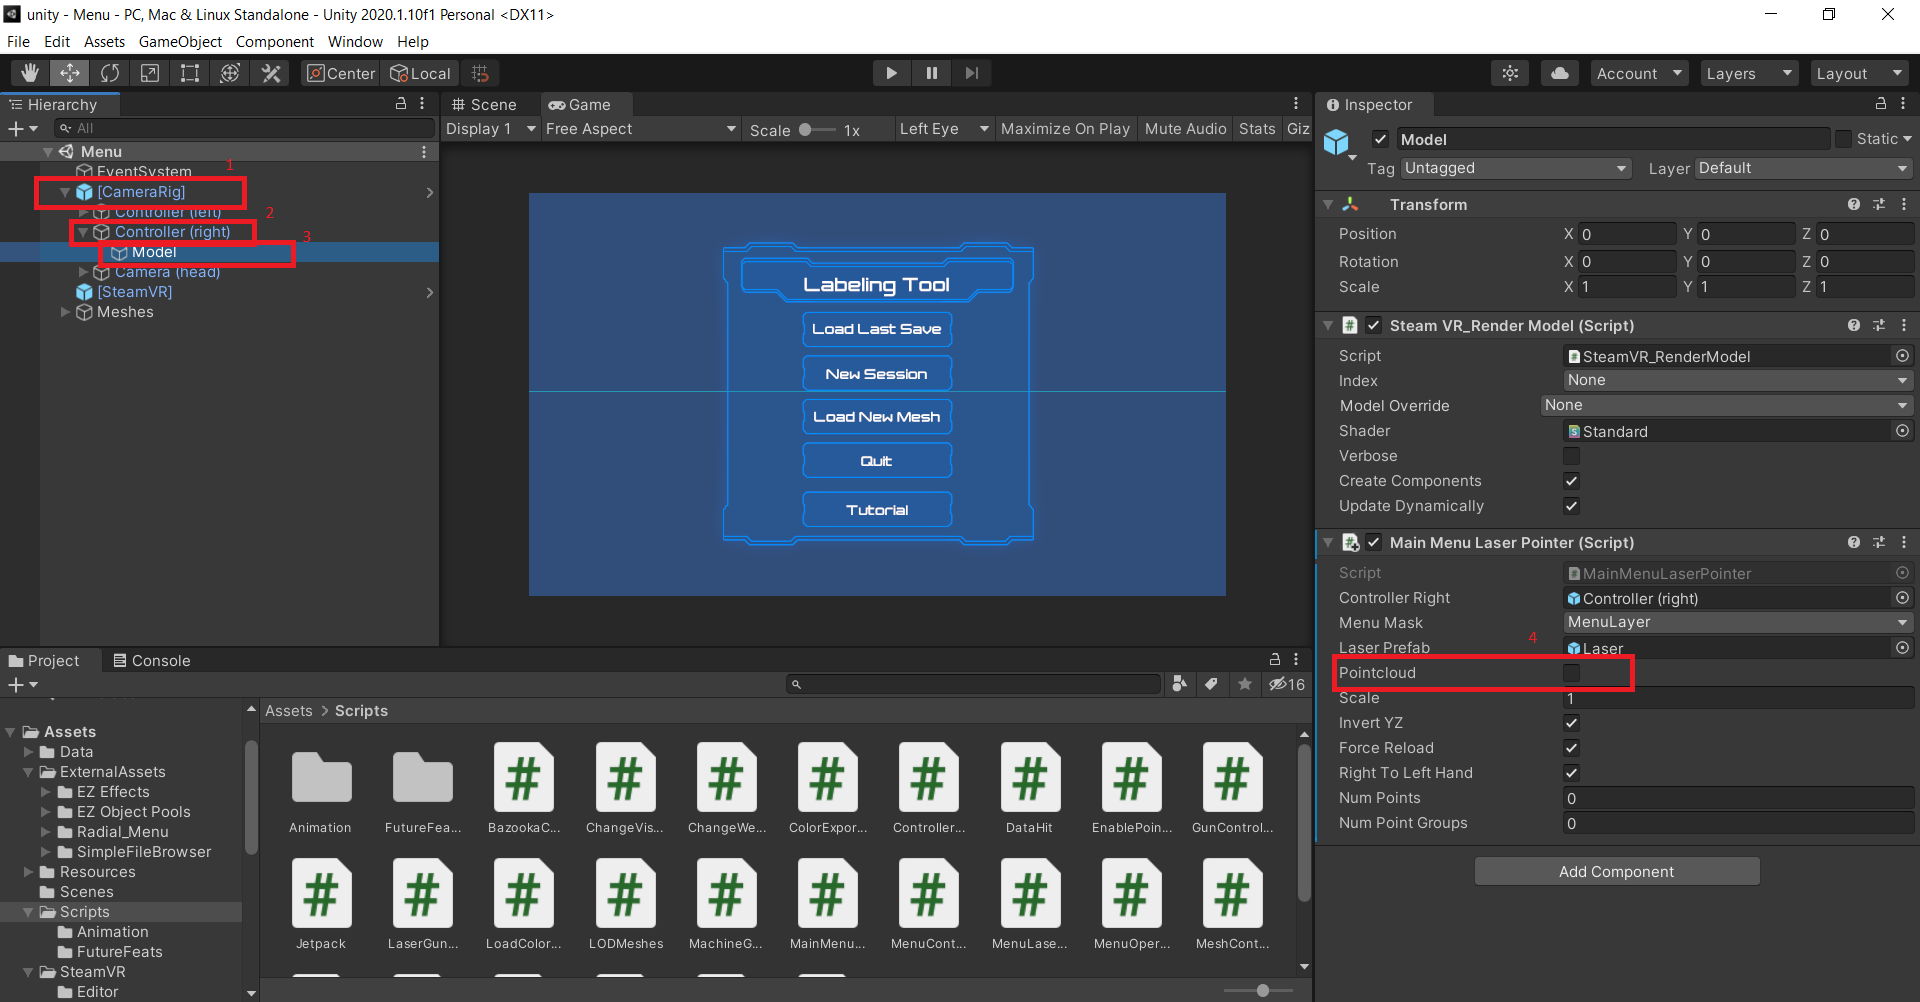 unity - Menu - PC, Mac & Linux Standalone - Unity 2020.1.10f1 Personal <DX11>
File Edit Assets GameObject Component Window Help
Center Local Account Layers Layout
Hierarchy
All
Menu
EventSystem
1
[CameraRig]
Controller (left)
2
Controller (right)
3
Model
Camera (head)
[SteamVR]
Meshes
Scene Game
Display 1 Free Aspect Scale 1x Left Eye Maximize On Play Mute Audio Stats Giz
Labeling Tool
Load Last Save
New Session
Load New Mesh
Quit
Tutorial
Inspector
Model Static
Tag Untagged Layer Default
Transform
Position X 0 Y 0 Z 0
Rotation X 0 Y 0 Z 0
Scale X 1 Y 1 Z 1
Steam VR_Render Model (Script)
Script SteamVR_RenderModel
Index None
Model Override None
Shader Standard
Verbose
Create Components
Update Dynamically
Main Menu Laser Pointer (Script)
Script MainMenuLaserPointer
Controller Right Controller (right)
Menu Mask MenuLayer
4
Laser Prefab Laser
Pointcloud
Scale 1
Invert YZ
Force Reload
Right To Left Hand
Num Points 0
Num Point Groups 0
Add Component
Project Console
16
Assets
Data
ExternalAssets
EZ Effects
EZ Object Pools
Radial_Menu
SimpleFileBrowser
Resources
Scenes
Scripts
Animation
FutureFeats
SteamVR
Editor
Assets > Scripts
Animation FutureFea... BazookaC... ChangeVis... ChangeWe... ColorExpor... Controller... DataHit EnablePoin... GunControl...
Jetpack LaserGun... LoadColor... LODMeshes MachineG... MainMenu... MenuCont... MenuLase... MenuOper... MeshCont...